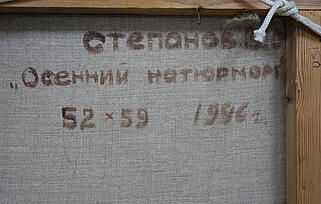 степанов.
„Осенний натюрморт
52 × 59 1996 г.